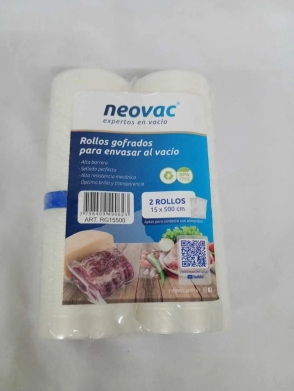 neovac®
expertos en vacío
Rollos gofrados
para envasar al vacío
Alta barrera
Sellado perfecto
Alta resistencia mecánica
Óptimo brillo y transparencia
2 ROLLOS
15 x 500 cm
ART. RG15500